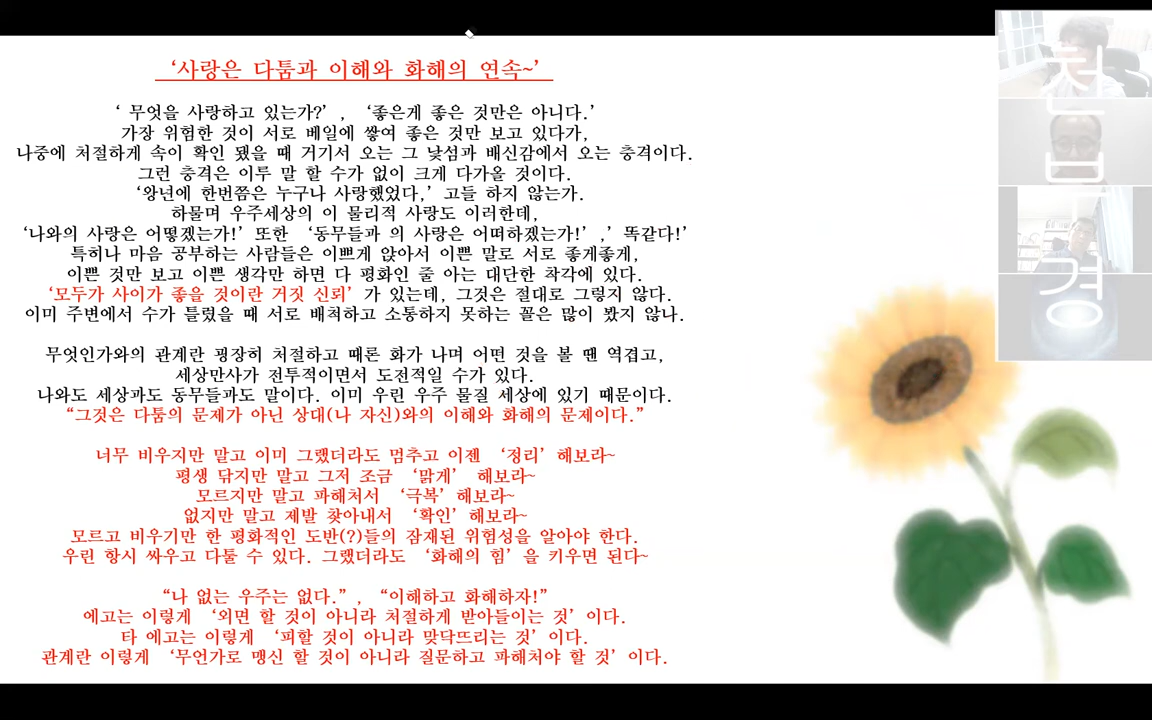 ‘사랑은 다툼과 이해와 화해의 연속~’
‘ 무엇을 사랑하고 있는가?’ , ‘좋은게 좋은 것만은 아니다.’
가장 위험한 것이 서로 베일에 쌓여 좋은 것만 보고 있다가,
나중에 처절하게 속이 확인 됐을 때 거기서 오는 그 낯섬과 배신감에서 오는 충격이다.
그런 충격은 이루 말 할 수가 없이 크게 다가올 것이다.
‘왕년에 한번쯤은 누구나 사랑했었다,’ 고들 하지 않는가.
하물며 우주세상의 이 물리적 사랑도 이러한데,
‘나와의 사랑은 어떻겠는가!’ 또한 ‘동무들과 의 사랑은 어떠하겠는가!’ ,’ 똑같다!’
특히나 마음 공부하는 사람들은 이쁘게 앉아서 이쁜 말로 서로 좋게좋게,
이쁜 것만 보고 이쁜 생각만 하면 다 평화인 줄 아는 대단한 착각에 있다.
‘모두가 사이가 좋을 것이란 거짓 신뢰’ 가 있는데, 그것은 절대로 그렇지 않다.
이미 주변에서 수가 틀렸을 때 서로 배척하고 소통하지 못하는 꼴은 많이 봤지 않나.
무엇인가와의 관계란 굉장히 처절하고 때론 화가 나며 어떤 것을 볼 땐 역겹고,
세상만사가 전투적이면서 도전적일 수가 있다.
나와도 세상과도 동무들과도 말이다. 이미 우린 우주 물질 세상에 있기 때문이다.
“그것은 다툼의 문제가 아닌 상대(나 자신)와의 이해와 화해의 문제이다.”
너무 비우지만 말고 이미 그랬더라도 멈추고 이젠 ‘정리’ 해보라~
평생 닦지만 말고 그저 조금 ‘맑게’ 해보라~
모르지만 말고 파헤쳐서 ‘극복’ 해보라~
없지만 말고 제발 찾아내서 ‘확인’ 해보라~
모르고 비우기만 한 평화적인 도반(?)들의 잠재된 위험성을 알아야 한다.
우린 항시 싸우고 다툴 수 있다. 그랬더라도 ‘화해의 힘’ 을 키우면 된다~
“나 없는 우주는 없다.” , “이해하고 화해하자!”
에고는 이렇게 ‘외면 할 것이 아니라 처절하게 받아들이는 것’ 이다.
타 에고는 이렇게 ‘피할 것이 아니라 맞닥뜨리는 것’ 이다.
관계란 이렇게 ‘무언가로 맹신 할 것이 아니라 질문하고 파헤쳐야 할 것’ 이다.
천
부
경